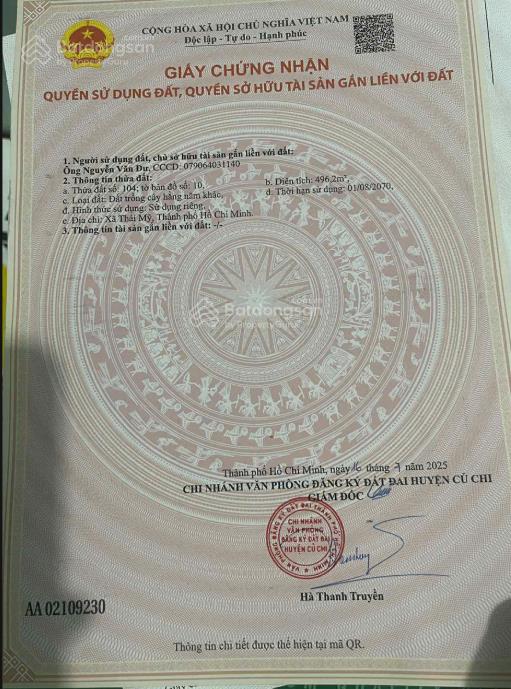 CỘNG HÒA XÃ HỘI CHỦ NGHĨA VIỆT NAM
Độc lập - Tự do - Hạnh phúc
Batdongsan
by PropertyGuru
GIẤY CHỨNG NHẬN
QUYỀN SỬ DỤNG ĐẤT, QUYỀN SỞ HỮU TÀI SẢN GẮN LIỀN VỚI ĐẤT
1. Người sử dụng đất, chủ sở hữu tài sản gắn liền với đất:
Ông Nguyễn Văn Dư, CCCD: 079064031140
2. Thông tin thửa đất:
a. Thửa đất số: 104; tờ bản đồ số: 10, b. Diện tích: 496,2m²,
c. Loại đất: Đất trồng cây hàng năm khác, d. Thời hạn sử dụng: 01/08/2070,
đ. Hình thức sử dụng: Sử dụng riêng,
e. Địa chỉ: Xã Thái Mỹ, Thành phố Hồ Chí Minh.
3. Thông tin tài sản gắn liền với đất: -/-
Batdongsan
.com.vn
by PropertyGuru
Thành phố Hồ Chí Minh, ngày 16 tháng 7 năm 2025
CHI NHÁNH VĂN PHÒNG ĐĂNG KÝ ĐẤT ĐAI HUYỆN CỦ CHI
GIÁM ĐỐC
CHI NHÁNH
VĂN PHÒNG
ĐĂNG KÝ ĐẤT ĐAI
HUYỆN CỦ CHI
Hà Thanh Truyền
AA 02109230
Thông tin chi tiết được thể hiện tại mã QR.